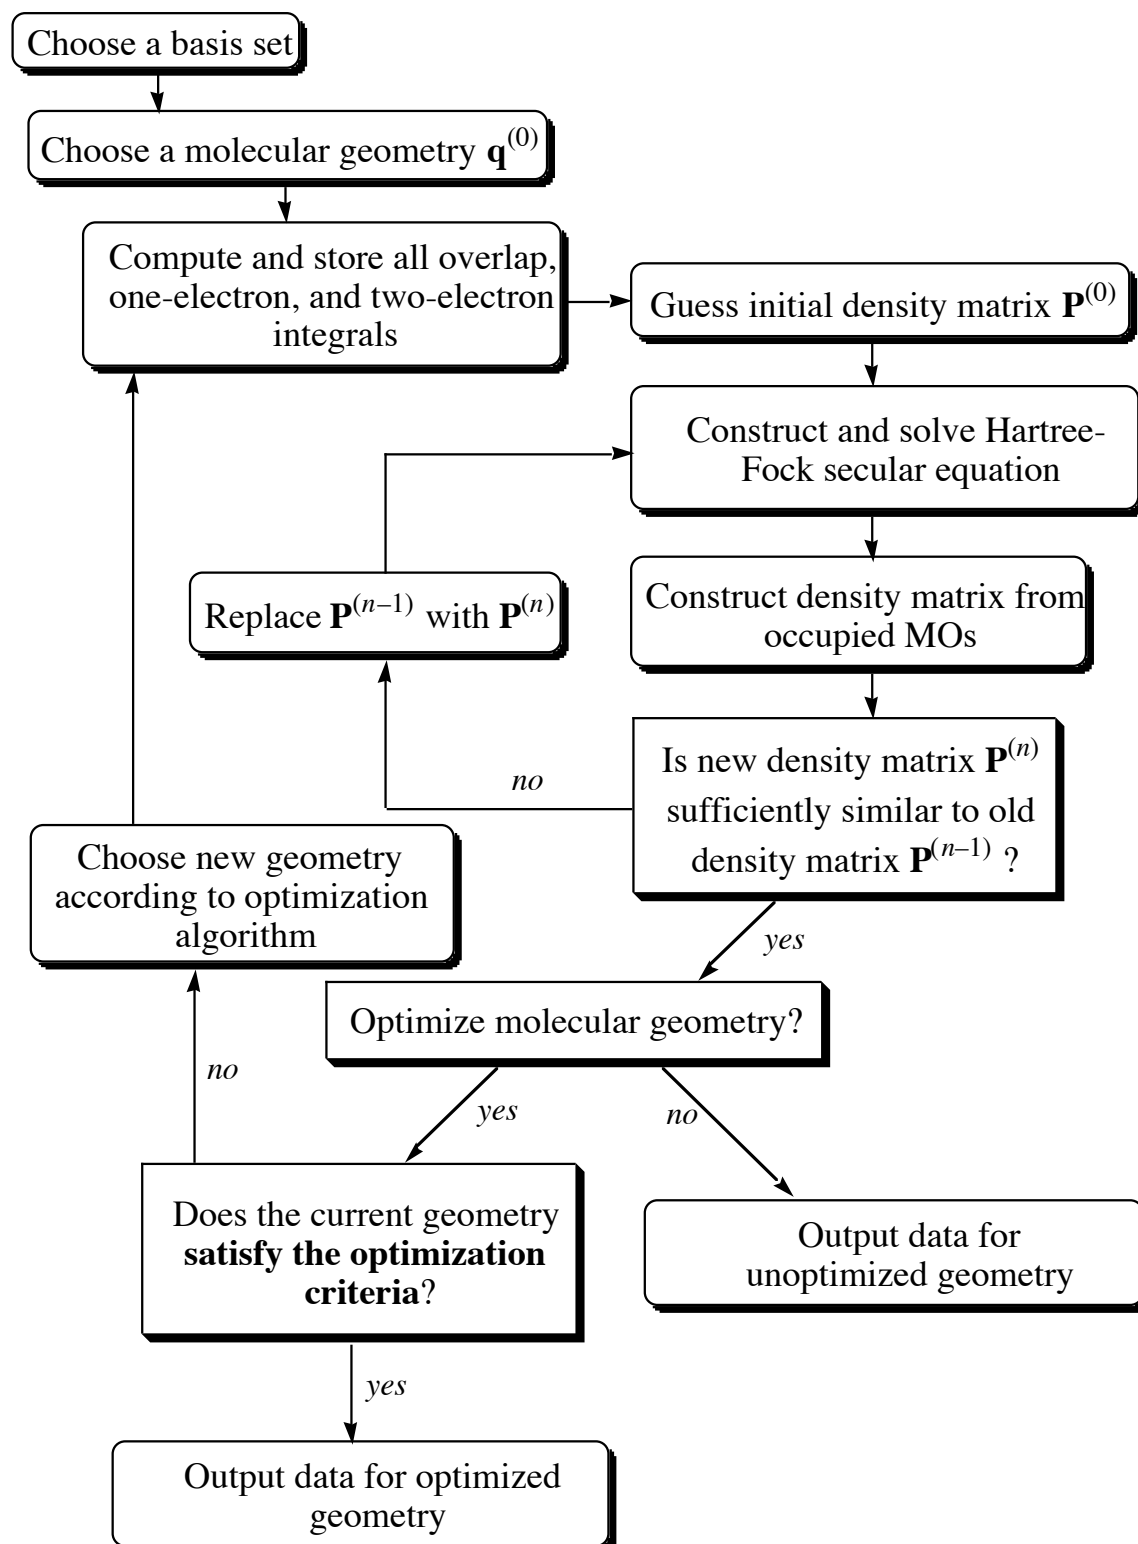 Choose a basis set
Choose a molecular geometry q(0)
Compute and store all overlap,
one-electron, and two-electron
integrals
Guess initial density matrix P(0)
Construct and solve Hartree-
Fock secular equation
Replace P(n–1) with P(n)
Construct density matrix from
occupied MOs
Is new density matrix P(n)
sufficiently similar to old
density matrix P(n–1) ?
no
yes
Choose new geometry
according to optimization
algorithm
Optimize molecular geometry?
no
yes
no
Does the current geometry
satisfy the optimization
criteria?
Output data for
unoptimized geometry
yes
Output data for optimized
geometry